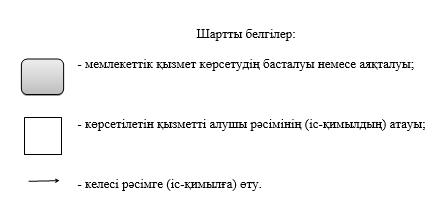 Шартты белгілер:
- мемлекеттік қызмет көрсетудің басталуы немесе аяқталуы;
- көрсетілетін қызметті алушы рәсімінің (іс-қимылдың) атауы;
- келесі рәсімге (іс-қимылға) өту.